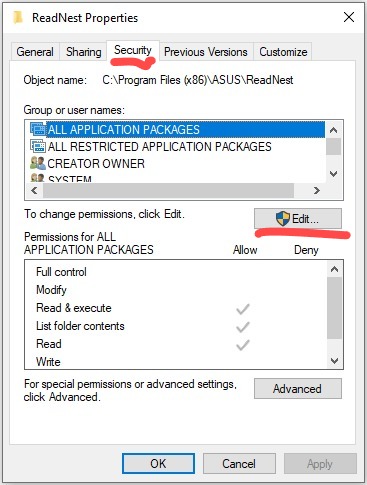 ReadNest Properties
General Sharing Security Previous Versions Customize
Object name: C:\Program Files (x86)\ASUS\ReadNest
Group or user names:
ALL APPLICATION PACKAGES
ALL RESTRICTED APPLICATION PACKAGES
CREATOR OWNER
SYSTEM
To change permissions, click Edit.
Edit...
Permissions for ALL
APPLICATION PACKAGES Allow Deny
Full control
Modify
Read & execute
List folder contents
Read
Write
For special permissions or advanced settings,
click Advanced.
Advanced
OK Cancel Apply